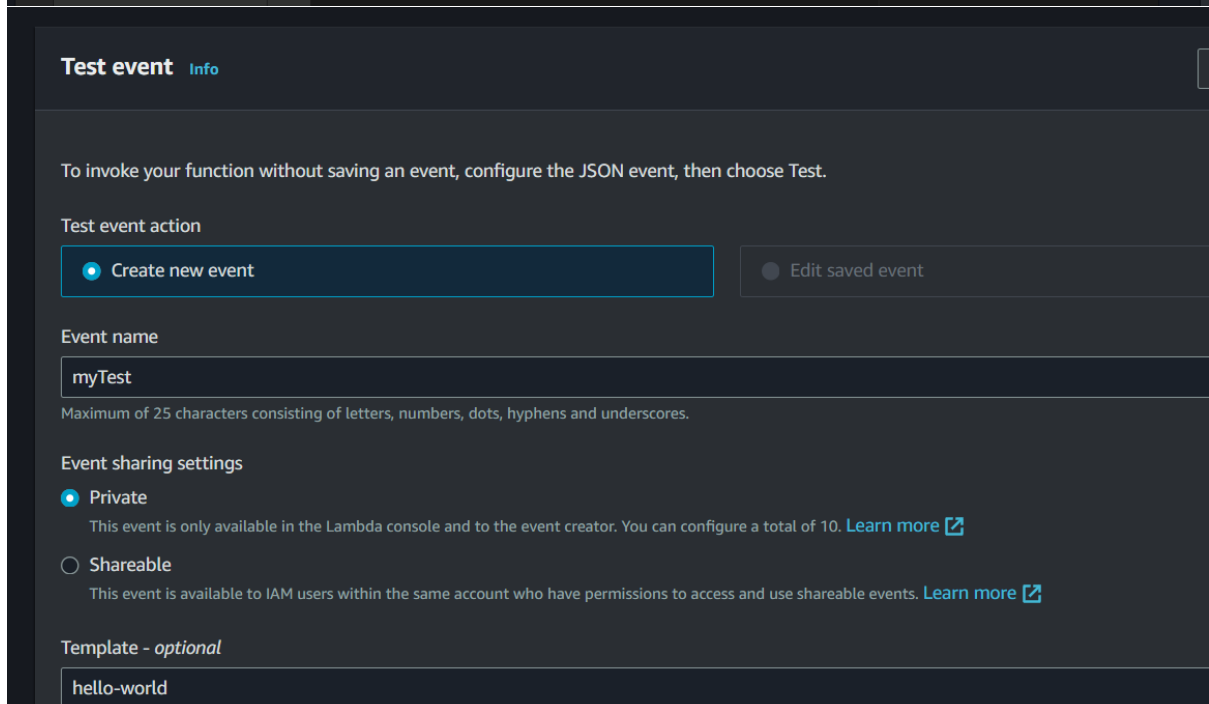 Test event Info
To invoke your function without saving an event, configure the JSON event, then choose Test.
Test event action
Create new event
Edit saved event
Event name
myTest
Maximum of 25 characters consisting of letters, numbers, dots, hyphens and underscores.
Event sharing settings
Private
This event is only available in the Lambda console and to the event creator. You can configure a total of 10. Learn more
Shareable
This event is available to IAM users within the same account who have permissions to access and use shareable events. Learn more
Template - optional
hello-world